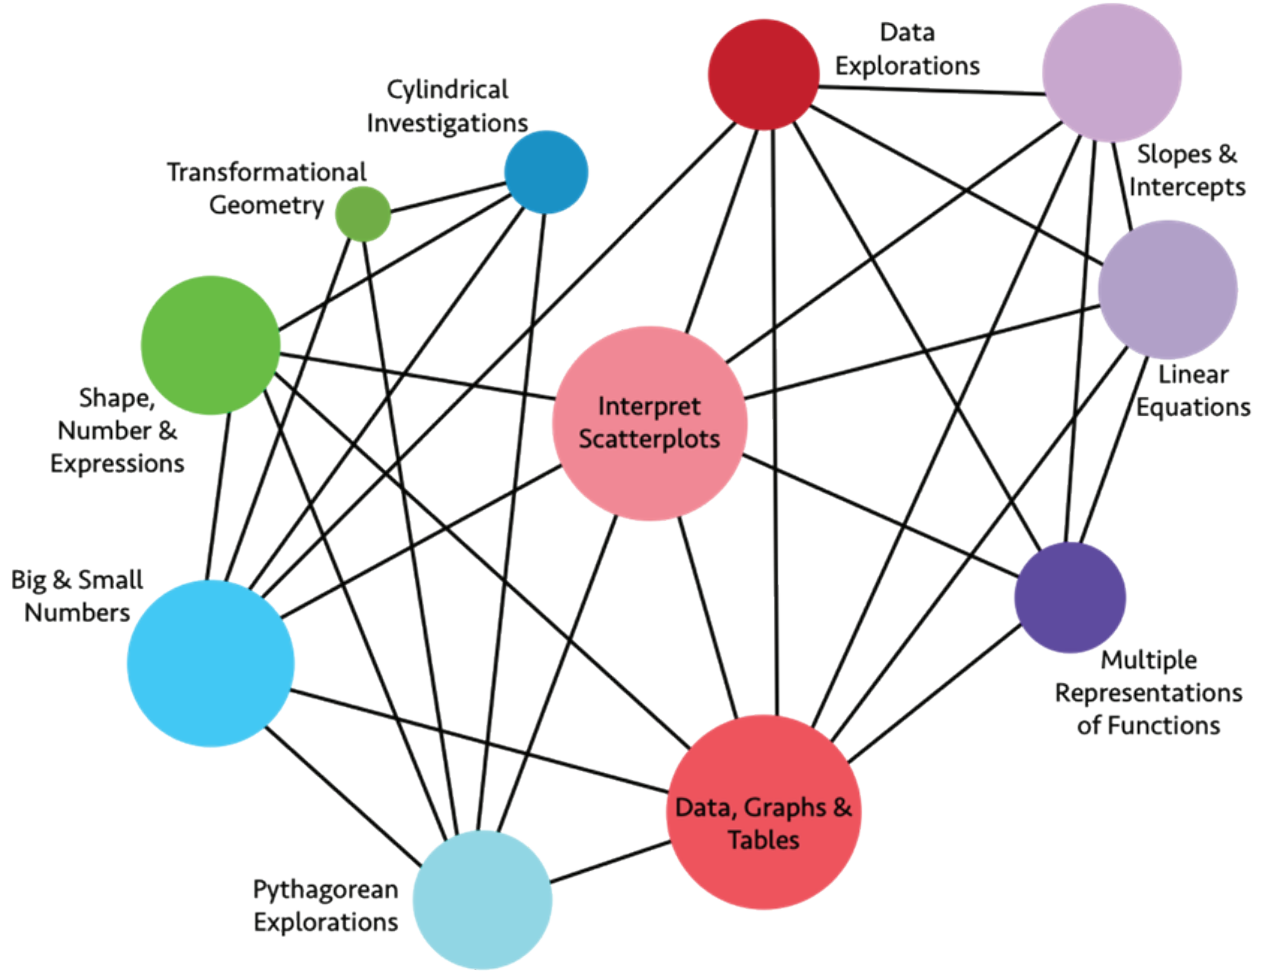 Data
Explorations
Cylindrical
Investigations
Slopes &
Intercepts
Transformational
Geometry
Linear
Equations
Shape,
Number &
Expressions
Interpret
Scatterplots
Big & Small
Numbers
Multiple
Representations
of Functions
Data, Graphs &
Tables
Pythagorean
Explorations